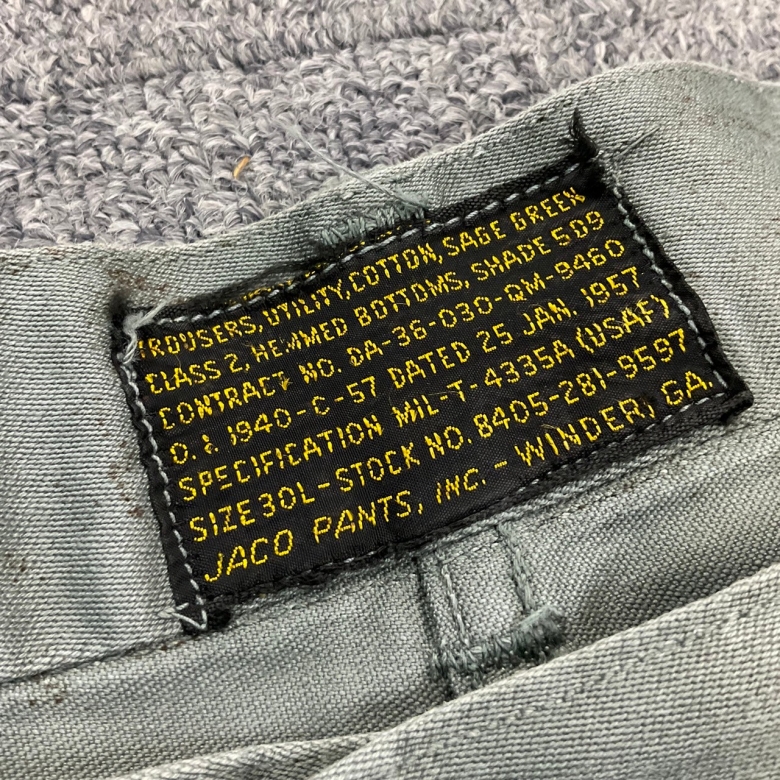 TROUSERS, UTILITY, COTTON, SAGE GREEN
CLASS 2, HEMMED BOTTOMS, SHADE 509
CONTRACT NO. DA-36-030-QM-9460
O. I. 1940-C-57 DATED 25 JAN. 1957
SPECIFICATION MIL-T-4335A (USAF)
SIZE 30L-STOCK NO. 8405-281-9597
JACO PANTS, INC.- WINDER, GA.